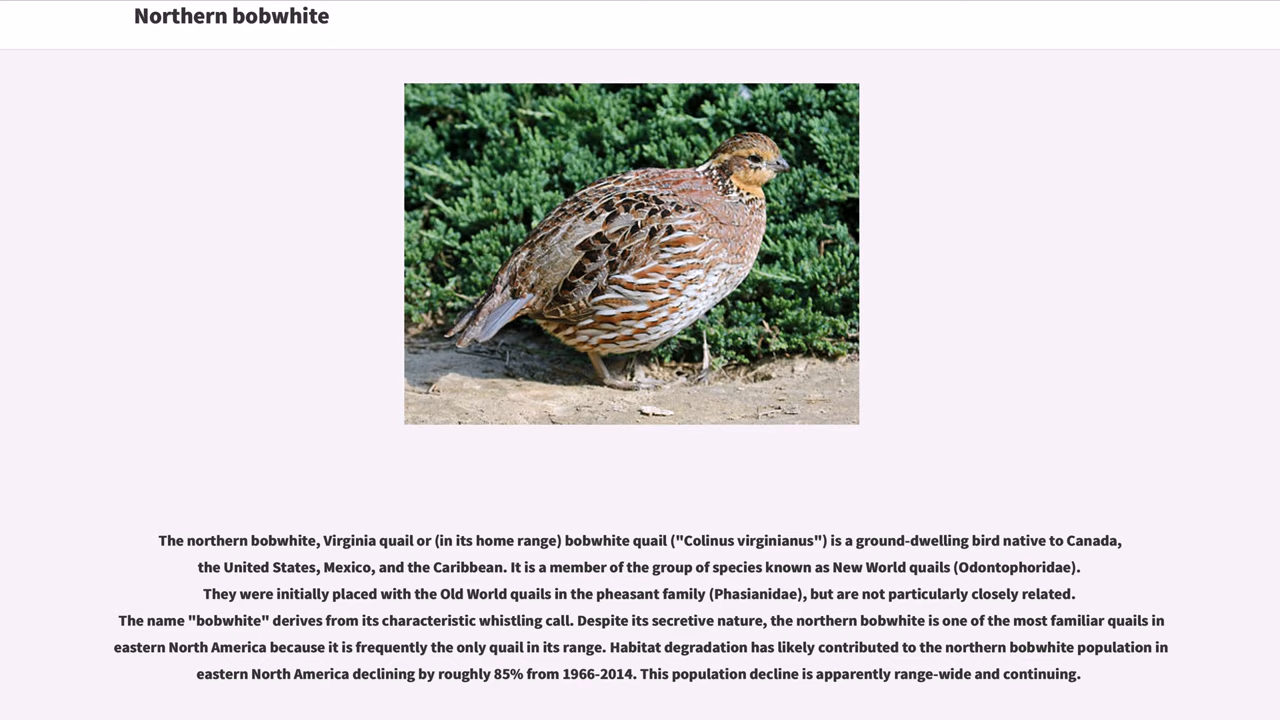 Northern bobwhite
The northern bobwhite, Virginia quail or (in its home range) bobwhite quail ("Colinus virginianus") is a ground-dwelling bird native to Canada,
the United States, Mexico, and the Caribbean. It is a member of the group of species known as New World quails (Odontophoridae).
They were initially placed with the Old World quails in the pheasant family (Phasianidae), but are not particularly closely related.
The name "bobwhite" derives from its characteristic whistling call. Despite its secretive nature, the northern bobwhite is one of the most familiar quails in
eastern North America because it is frequently the only quail in its range. Habitat degradation has likely contributed to the northern bobwhite population in
eastern North America declining by roughly 85% from 1966-2014. This population decline is apparently range-wide and continuing.